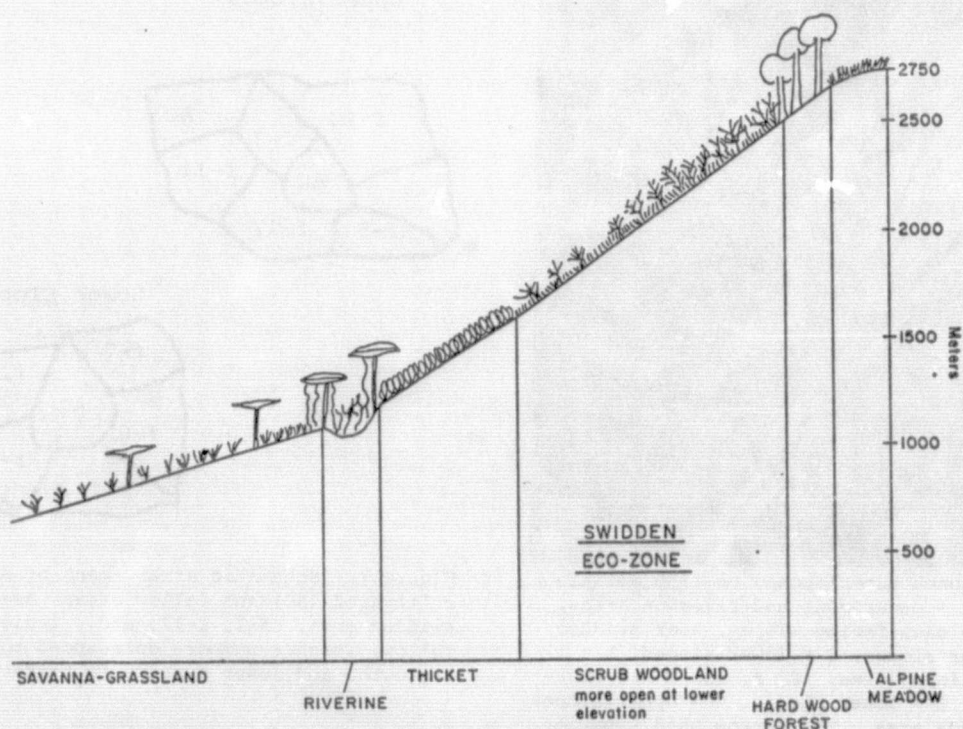 2750
2500
2000
1500
Meters
1000
500
SWIDDEN
ECO-ZONE
SAVANNA-GRASSLAND
RIVERINE
THICKET
SCRUB WOODLAND
more open at lower
elevation
HARD WOOD
FOREST
ALPINE
MEADOW